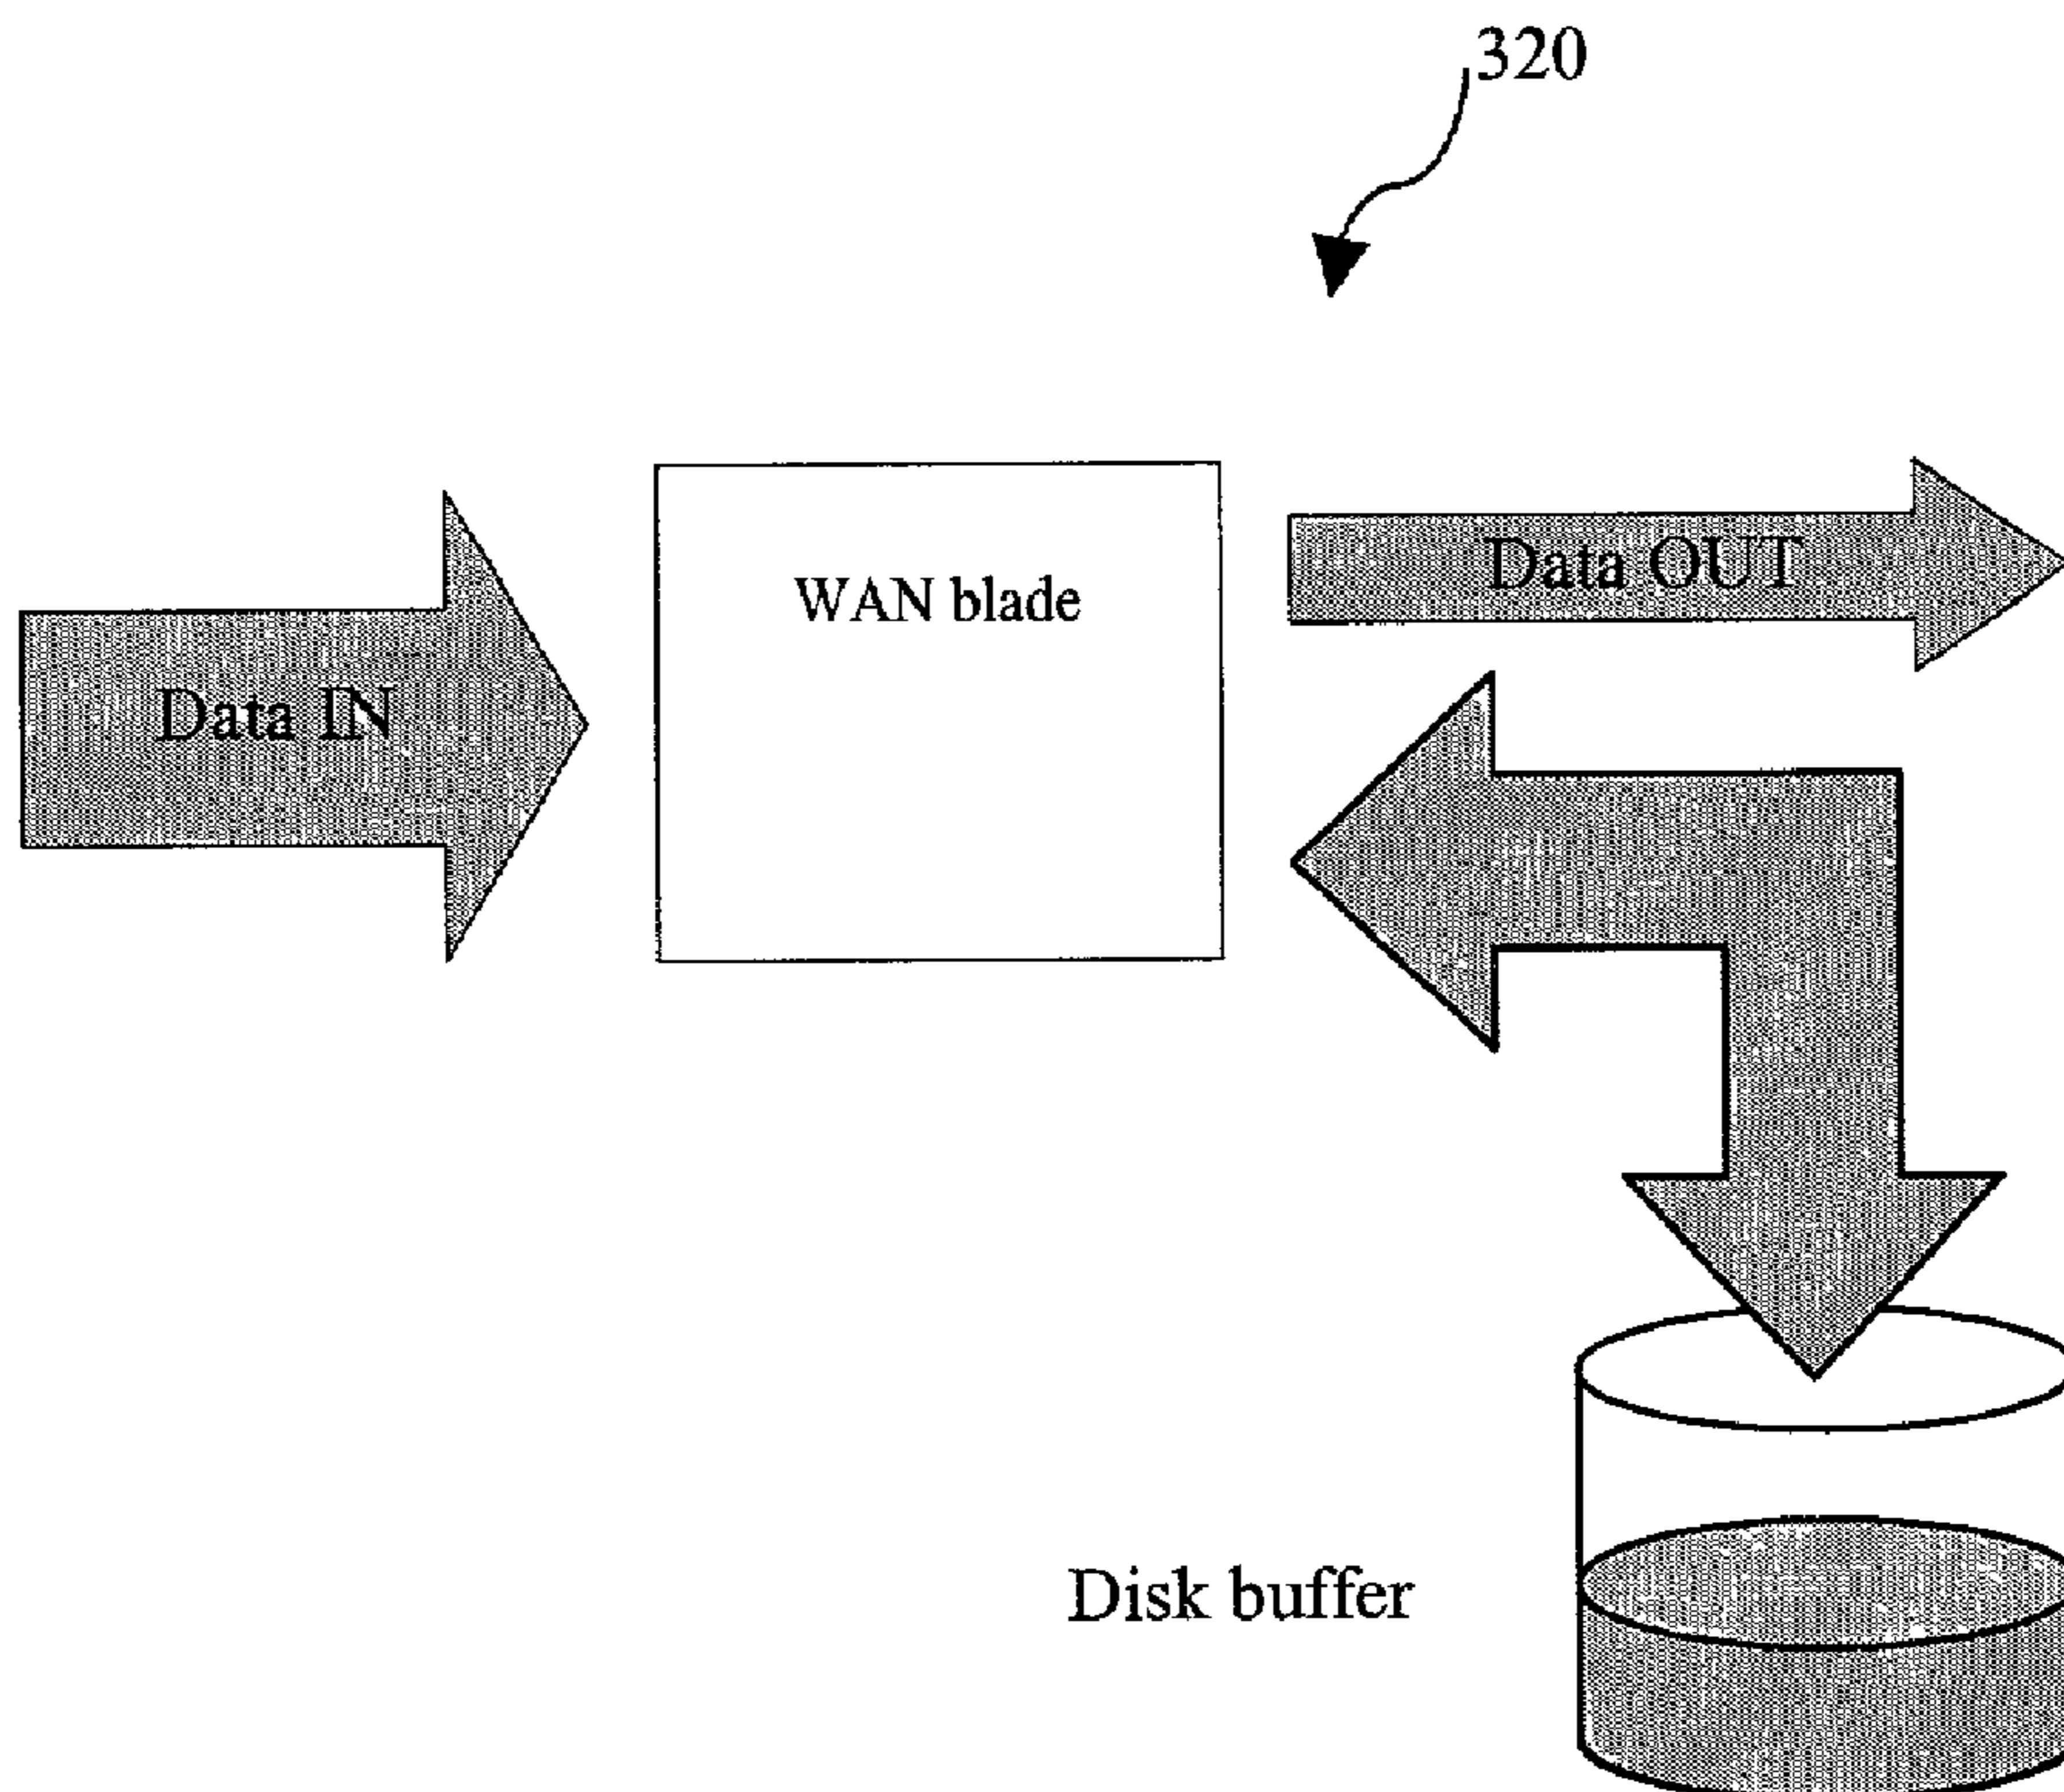 320
WAN blade
Data OUT
Data IN
Disk buffer